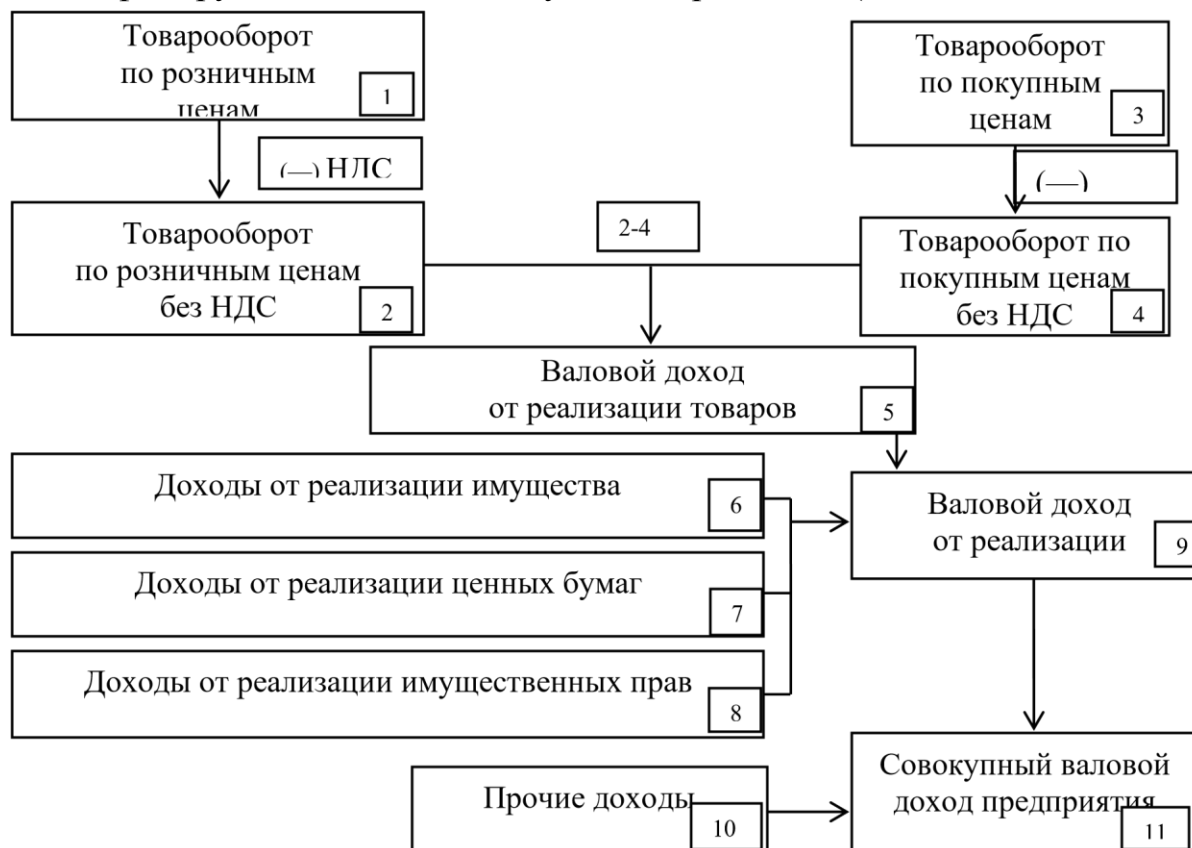 Товарооборот
по розничным
ценам
1
Товарооборот
по покупным
ценам
3
(—) НДС
(—)
Товарооборот
по розничным ценам
без НДС
2
2-4
Товарооборот по
покупным ценам
без НДС
4
Валовой доход
от реализации товаров
5
Доходы от реализации имущества
6
Валовой доход
от реализации
9
Доходы от реализации ценных бумаг
7
Доходы от реализации имущественных прав
8
Прочие доходы
10
Совокупный валовой
доход предприятия
11